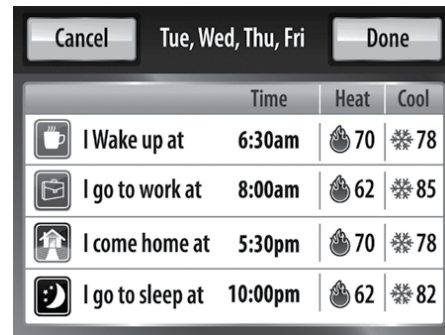 Cancel Tue, Wed, Thu, Fri Done
Time Heat Cool
I Wake up at 6:30am 70 78
I go to work at 8:00am 62 85
I come home at 5:30pm 70 78
I go to sleep at 10:00pm 62 82